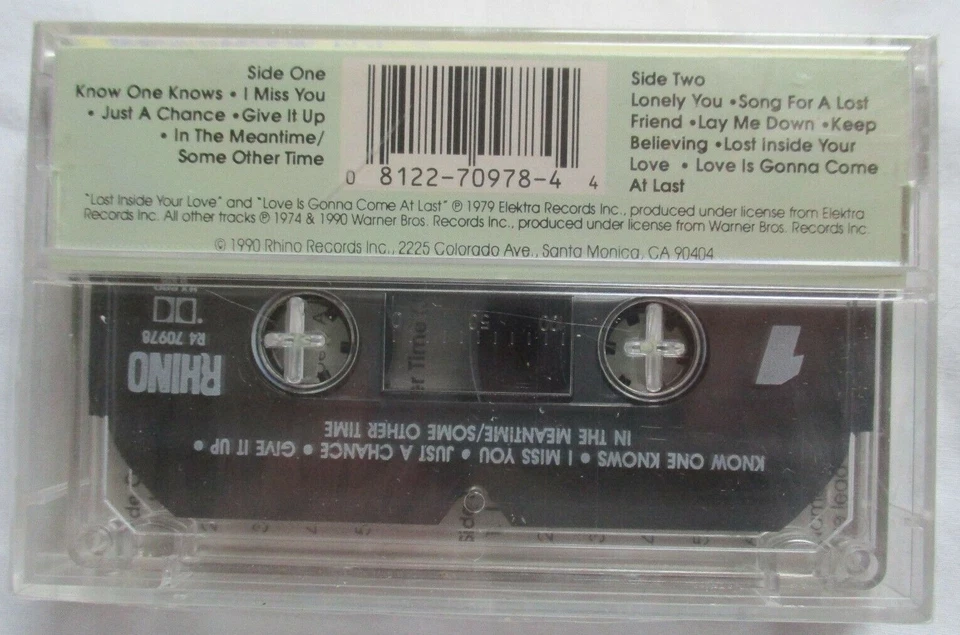 Side One
Know One Knows • I Miss You
• Just A Chance •Give It Up
• In The Meantime/
Some Other Time
0 8122-70978-4 4
Side Two
Lonely You •Song For A Lost
Friend •Lay Me Down •Keep
Believing •Lost Inside Your
Love • Love Is Gonna Come
At Last
"Lost Inside Your Love" and "Love Is Gonna Come At Last" ℗ 1979 Elektra Records Inc., produced under license from Elektra
Records Inc. All other tracks ℗ 1974 & 1990 Warner Bros. Records Inc., produced under license from Warner Bros. Records Inc.
© 1990 Rhino Records Inc., 2225 Colorado Ave., Santa Monica, CA 90404
1
RHINO
R4 70978
HX PRO
50
r Time
KNOW ONE KNOWS • I MISS YOU • JUST A CHANCE • GIVE IT UP •
IN THE MEANTIME/SOME OTHER TIME